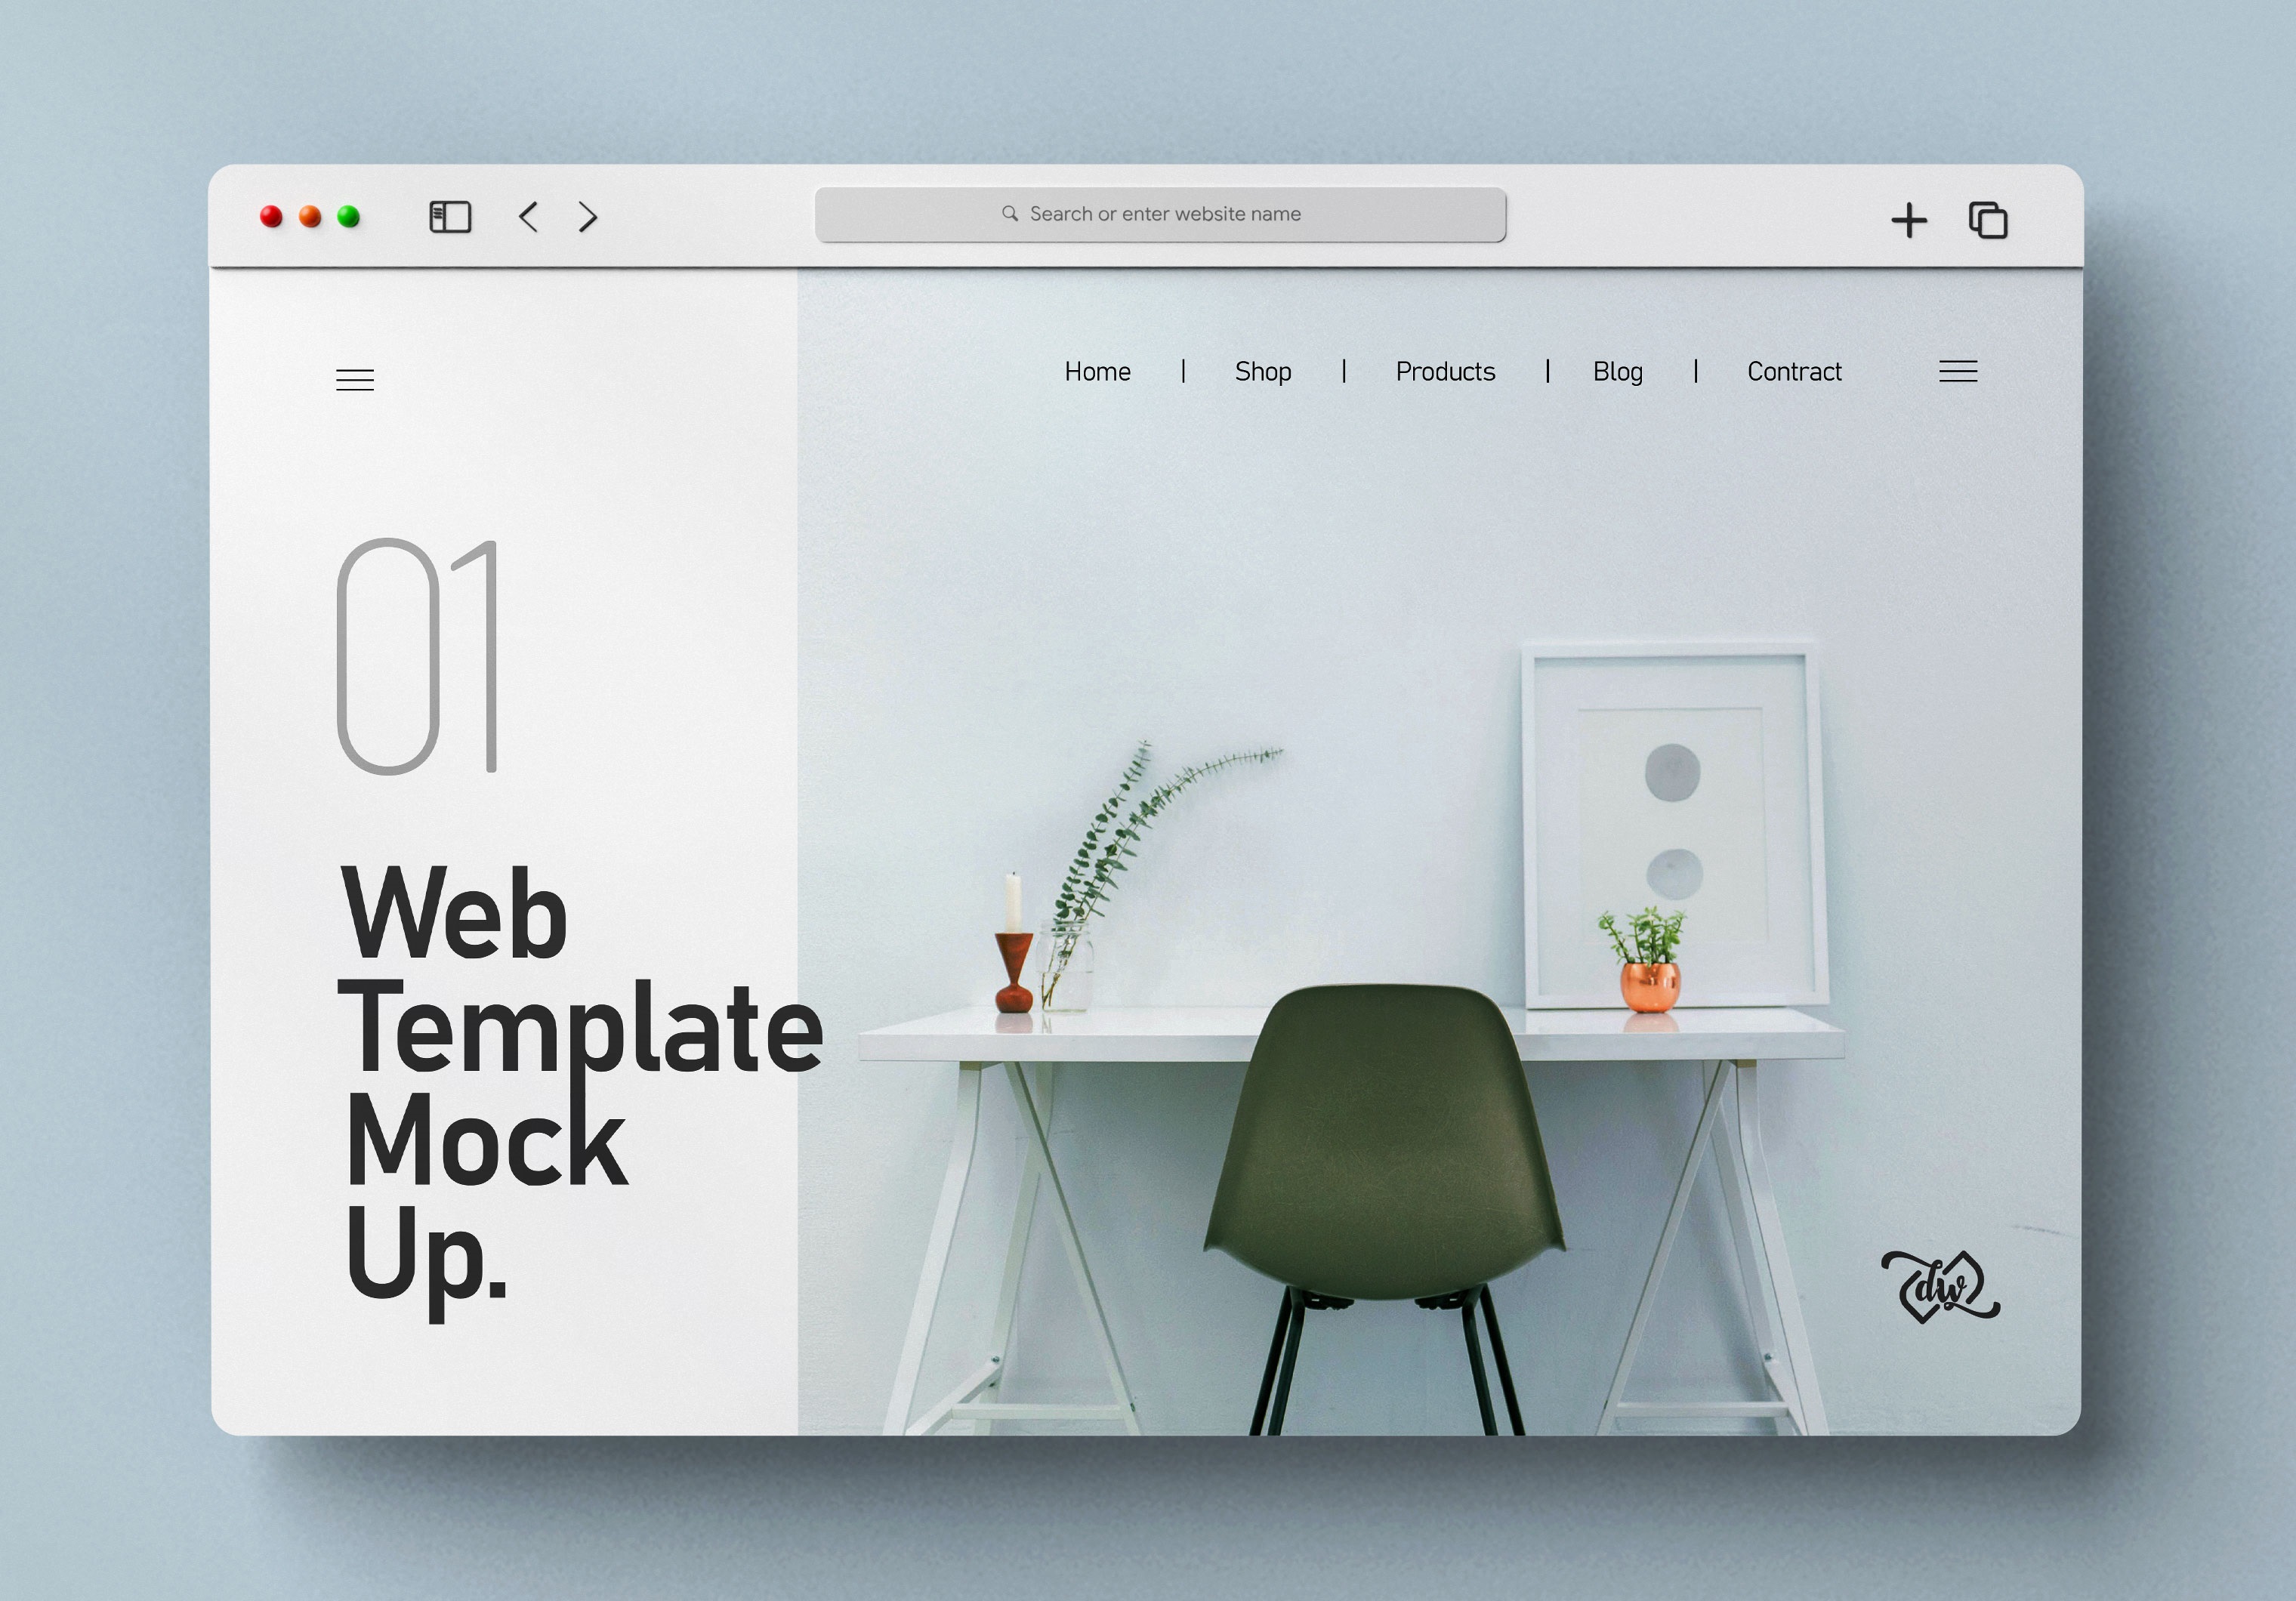 Search or enter website name
Home | Shop | Products | Blog | Contract
01
Web
Template
Mock
Up.
dw